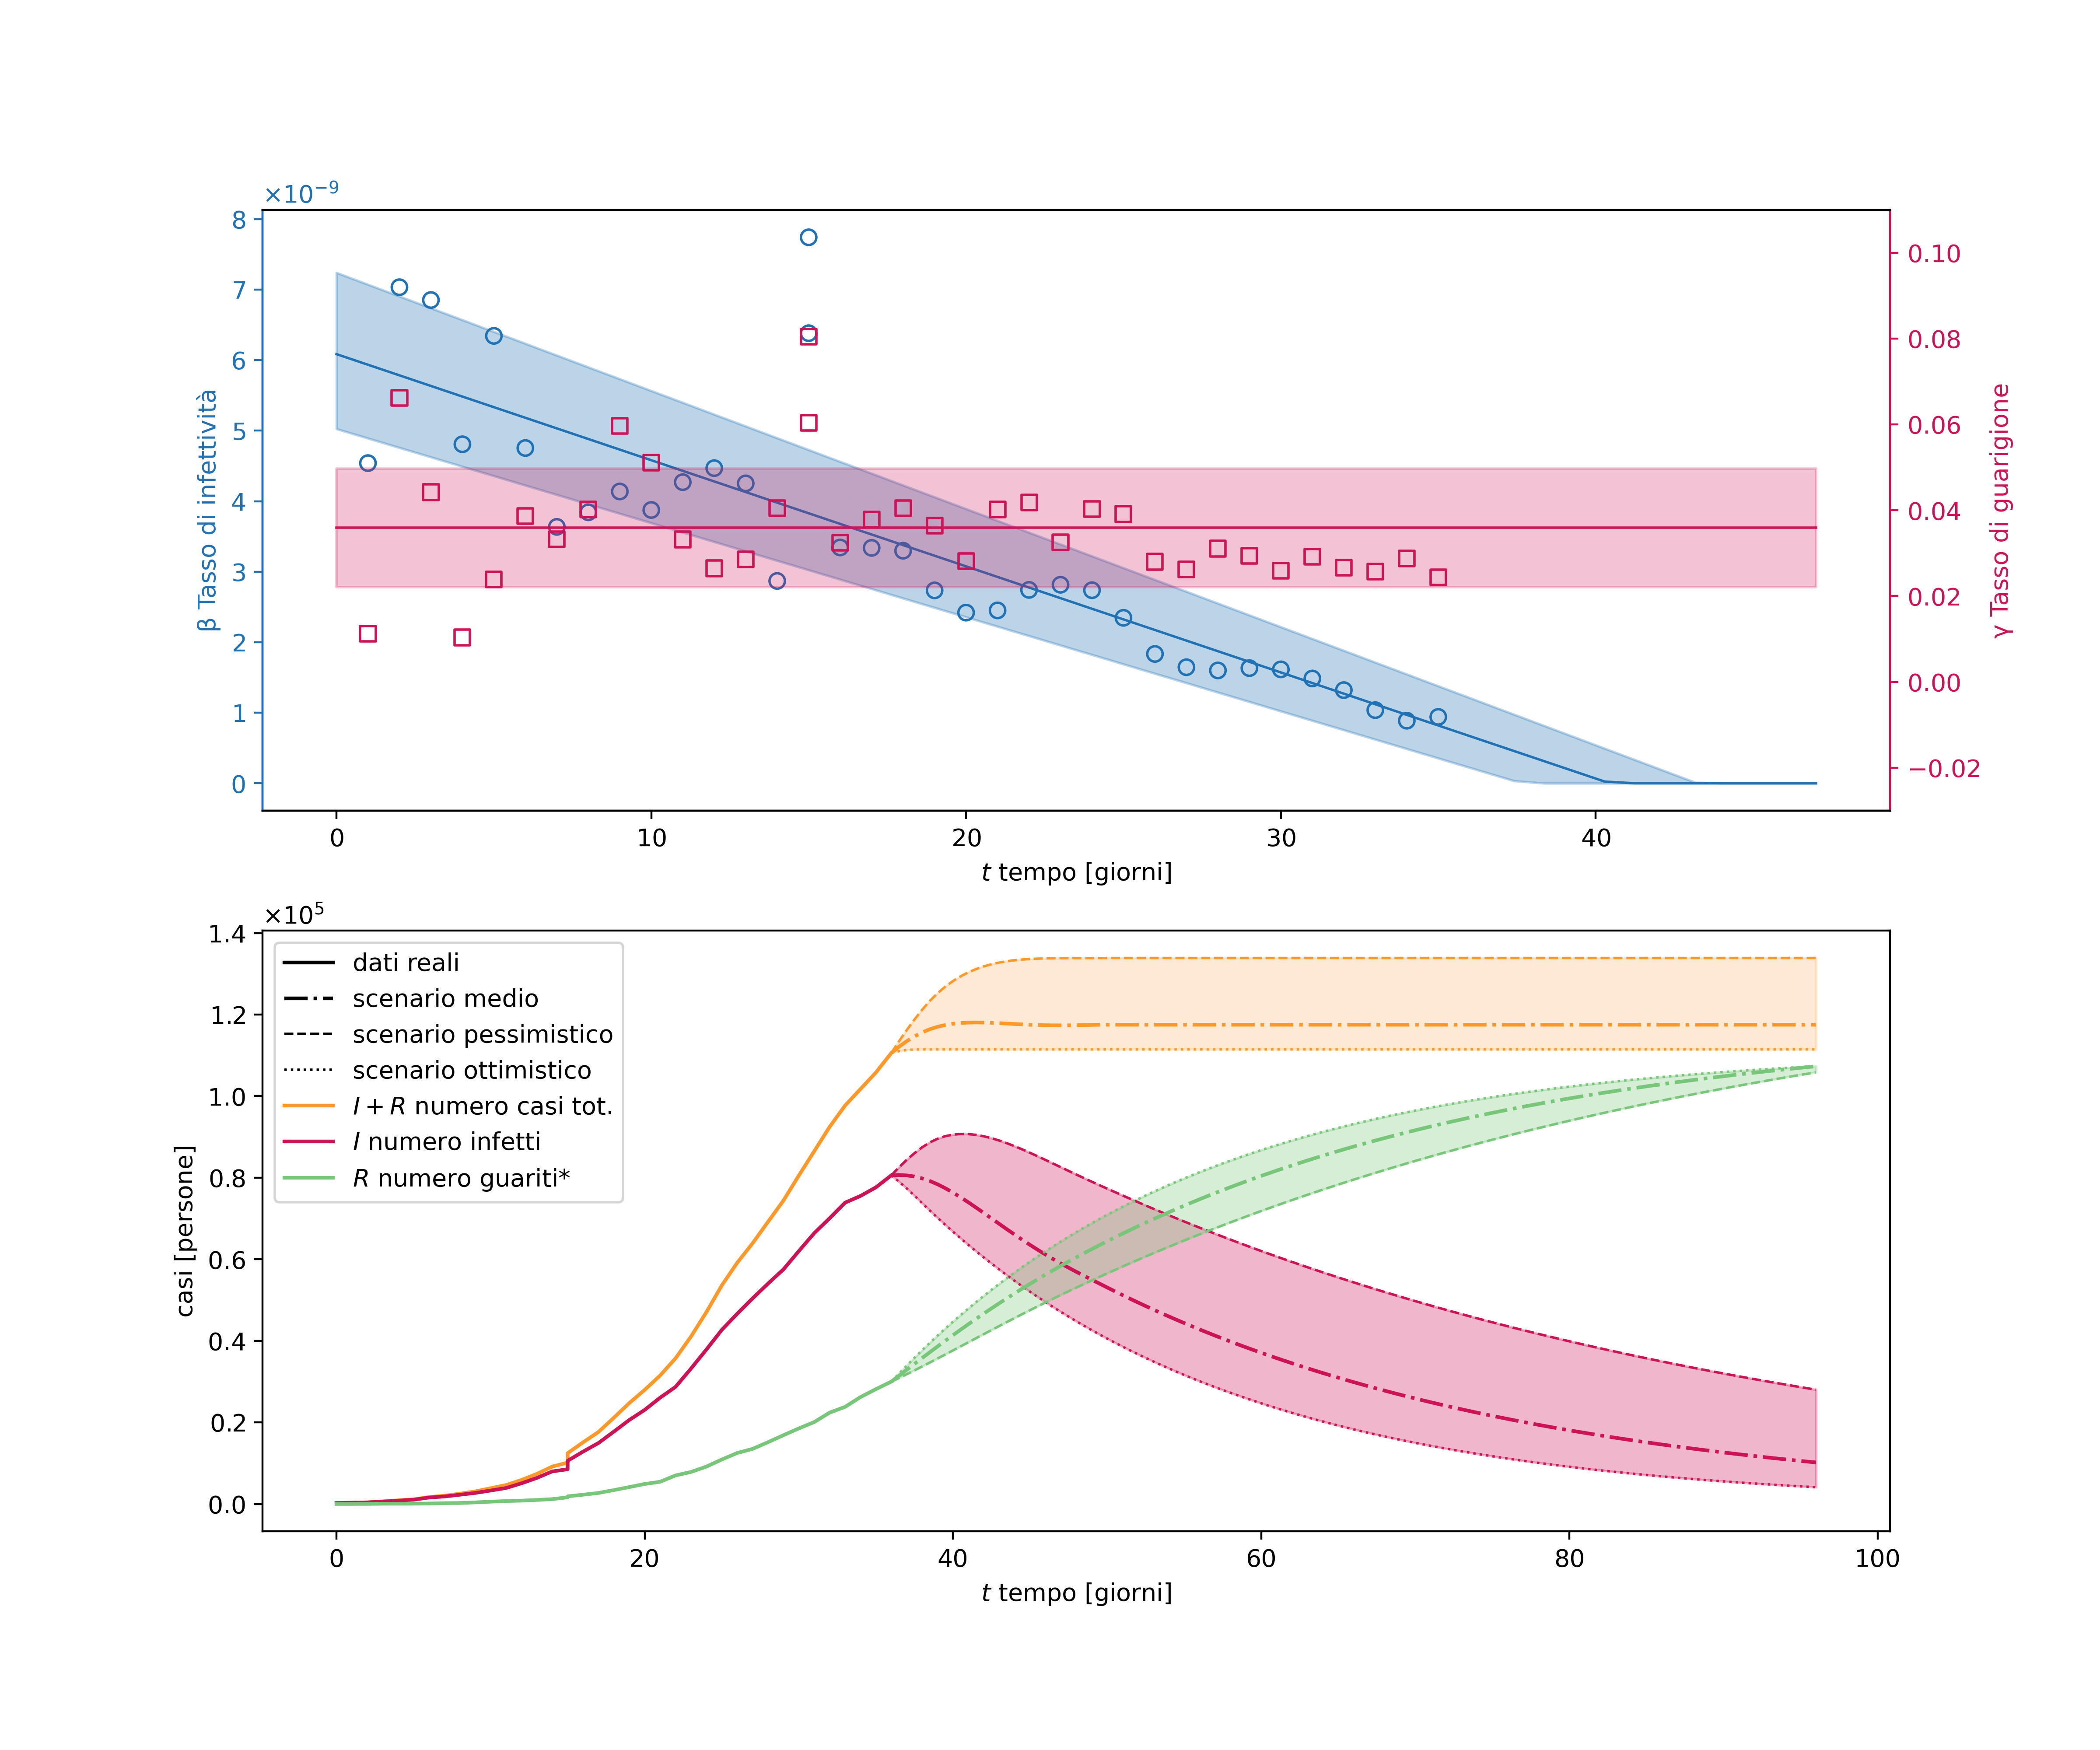 ×10⁻⁹
8
7
6
5
4
3
2
1
0
β Tasso di infettività
0.10
0.08
0.06
0.04
0.02
0.00
−0.02
γ Tasso di guarigione
0 10 20 30 40
t tempo [giorni]
×10⁵
1.4
1.2
1.0
0.8
0.6
0.4
0.2
0.0
casi [persone]
dati reali
scenario medio
scenario pessimistico
scenario ottimistico
I + R numero casi tot.
I numero infetti
R numero guariti*
0 20 40 60 80 100
t tempo [giorni]